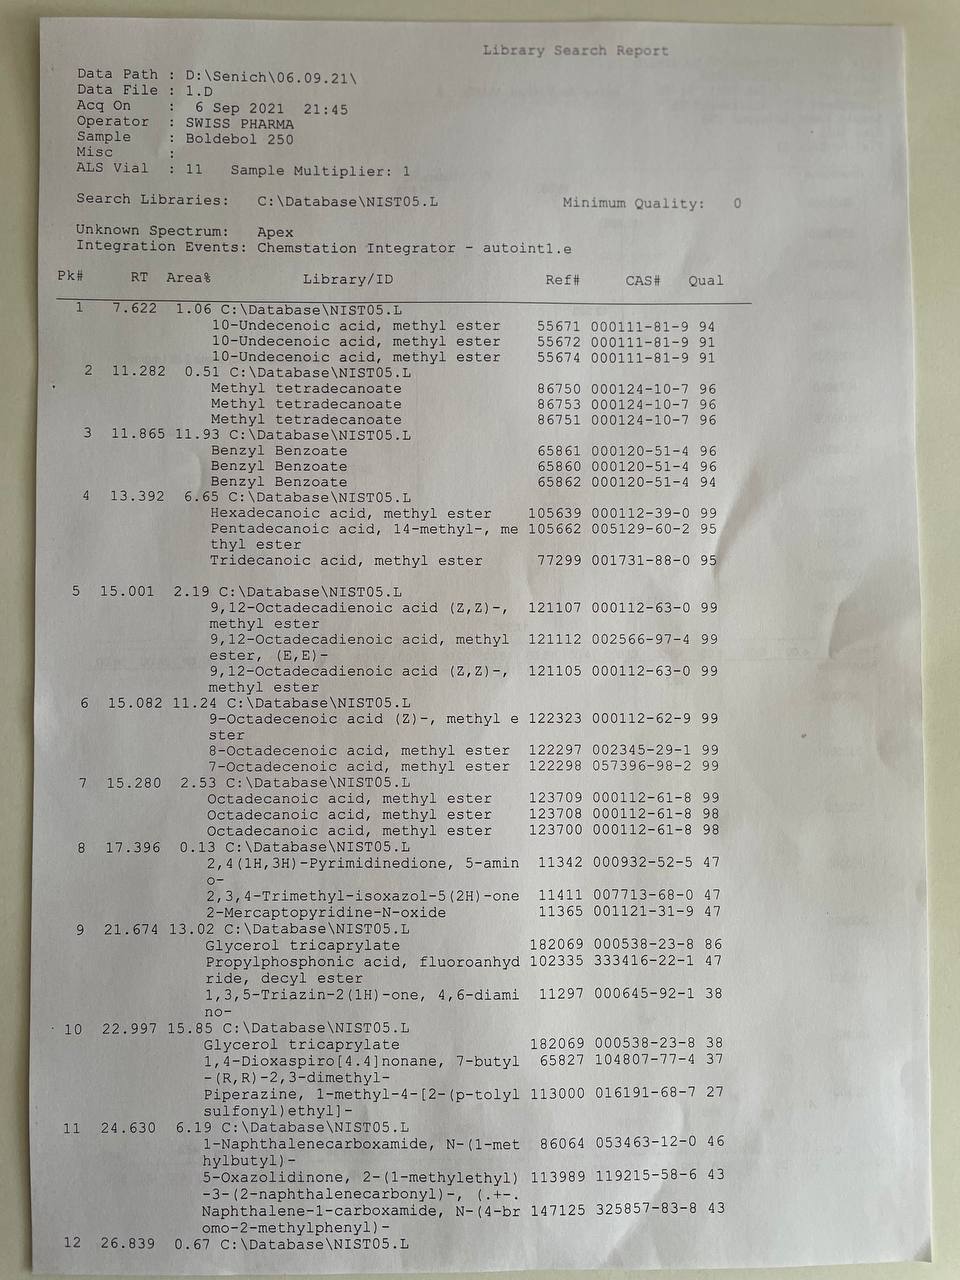 Library Search Report
Data Path : D:\Senich\06.09.21\
Data File : 1.D
Acq On : 6 Sep 2021 21:45
Operator : SWISS PHARMA
Sample : Boldebol 250
Misc :
ALS Vial : 11 Sample Multiplier: 1
Search Libraries: C:\Database\NIST05.L Minimum Quality: 0
Unknown Spectrum: Apex
Integration Events: Chemstation Integrator - autoint1.e
Pk# RT Area% Library/ID Ref# CAS# Qual
1 7.622 1.06 C:\Database\NIST05.L
10-Undecenoic acid, methyl ester 55671 000111-81-9 94
10-Undecenoic acid, methyl ester 55672 000111-81-9 91
10-Undecenoic acid, methyl ester 55674 000111-81-9 91
2 11.282 0.51 C:\Database\NIST05.L
Methyl tetradecanoate 86750 000124-10-7 96
Methyl tetradecanoate 86753 000124-10-7 96
Methyl tetradecanoate 86751 000124-10-7 96
3 11.865 11.93 C:\Database\NIST05.L
Benzyl Benzoate 65861 000120-51-4 96
Benzyl Benzoate 65860 000120-51-4 96
Benzyl Benzoate 65862 000120-51-4 94
4 13.392 6.65 C:\Database\NIST05.L
Hexadecanoic acid, methyl ester 105639 000112-39-0 99
Pentadecanoic acid, 14-methyl-, me 105662 005129-60-2 95
thyl ester
Tridecanoic acid, methyl ester 77299 001731-88-0 95
5 15.001 2.19 C:\Database\NIST05.L
9,12-Octadecadienoic acid (Z,Z)-, 121107 000112-63-0 99
methyl ester
9,12-Octadecadienoic acid, methyl 121112 002566-97-4 99
ester, (E,E)-
9,12-Octadecadienoic acid (Z,Z)-, 121105 000112-63-0 99
methyl ester
6 15.082 11.24 C:\Database\NIST05.L
9-Octadecenoic acid (Z)-, methyl e 122323 000112-62-9 99
ster
8-Octadecenoic acid, methyl ester 122297 002345-29-1 99
7-Octadecenoic acid, methyl ester 122298 057396-98-2 99
7 15.280 2.53 C:\Database\NIST05.L
Octadecanoic acid, methyl ester 123709 000112-61-8 99
Octadecanoic acid, methyl ester 123708 000112-61-8 98
Octadecanoic acid, methyl ester 123700 000112-61-8 98
8 17.396 0.13 C:\Database\NIST05.L
2,4(1H,3H)-Pyrimidinedione, 5-amin 11342 000932-52-5 47
o-
2,3,4-Trimethyl-isoxazol-5(2H)-one 11411 007713-68-0 47
2-Mercaptopyridine-N-oxide 11365 001121-31-9 47
9 21.674 13.02 C:\Database\NIST05.L
Glycerol tricaprylate 182069 000538-23-8 86
Propylphosphonic acid, fluoroanhyd 102335 333416-22-1 47
ride, decyl ester
1,3,5-Triazin-2(1H)-one, 4,6-diami 11297 000645-92-1 38
no-
10 22.997 15.85 C:\Database\NIST05.L
Glycerol tricaprylate 182069 000538-23-8 38
1,4-Dioxaspiro[4.4]nonane, 7-butyl 65827 104807-77-4 37
-(R,R)-2,3-dimethyl-
Piperazine, 1-methyl-4-[2-(p-tolyl 113000 016191-68-7 27
sulfonyl)ethyl]-
11 24.630 6.19 C:\Database\NIST05.L
1-Naphthalenecarboxamide, N-(1-met 86064 053463-12-0 46
hylbutyl)-
5-Oxazolidinone, 2-(1-methylethyl) 113989 119215-58-6 43
-3-(2-naphthalenecarbonyl)-, (.+-.
Naphthalene-1-carboxamide, N-(4-br 147125 325857-83-8 43
omo-2-methylphenyl)-
12 26.839 0.67 C:\Database\NIST05.L